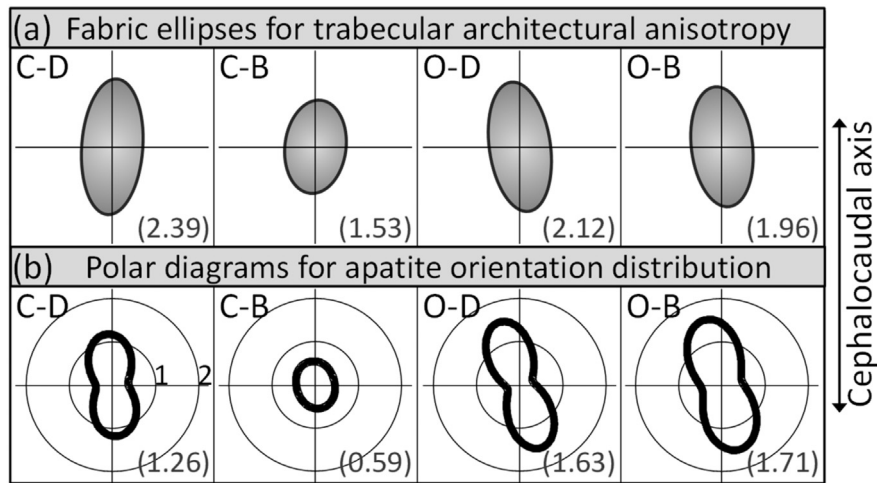 (a) Fabric ellipses for trabecular architectural anisotropy
C-D C-B O-D O-B
(2.39) (1.53) (2.12) (1.96)
(b) Polar diagrams for apatite orientation distribution
C-D C-B O-D O-B
1 2
(1.26) (0.59) (1.63) (1.71)
Cephalocaudal axis